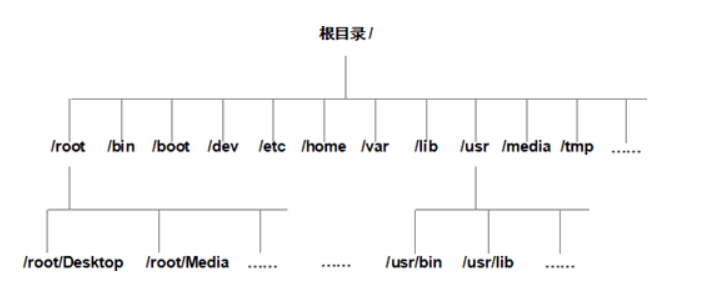 根目录 /
/root /bin /boot /dev /etc /home /var /lib /usr /media /tmp ……
/root/Desktop /root/Media …… …… /usr/bin /usr/lib ……